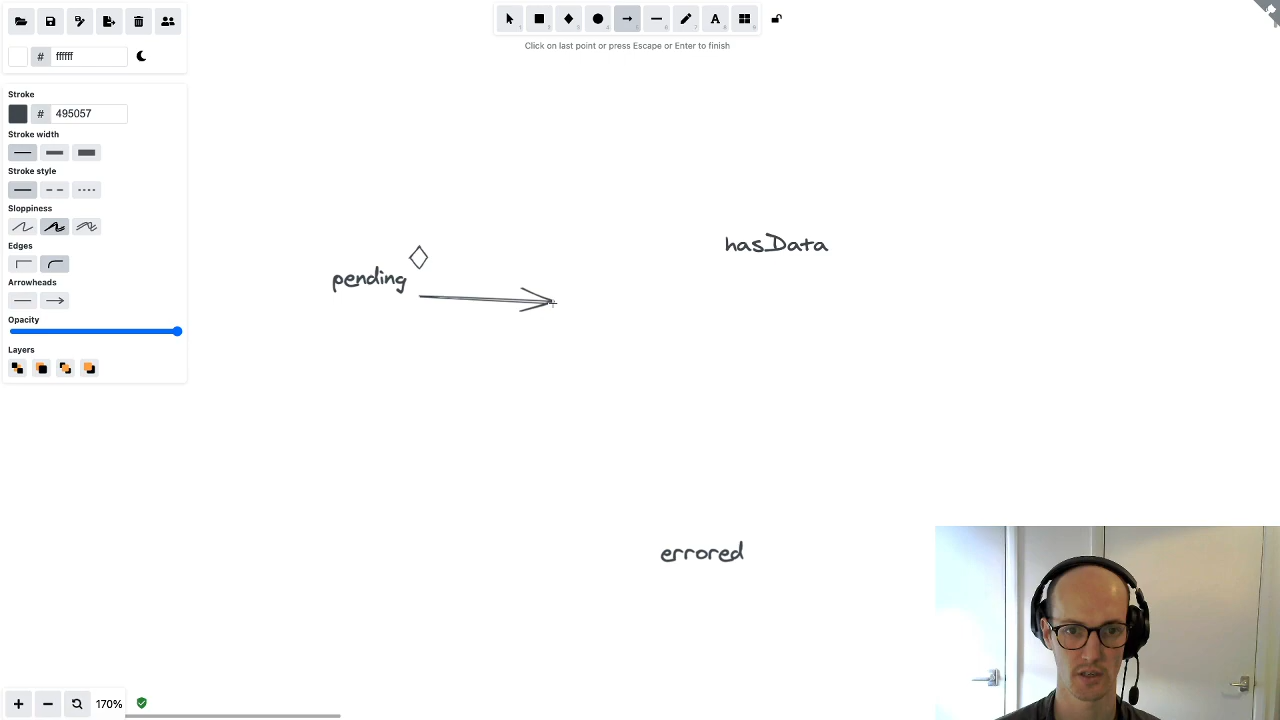 # ffffff
Click on last point or press Escape or Enter to finish
Stroke
# 495057
Stroke width
Stroke style
Sloppiness
Edges
Arrowheads
Opacity
Layers
hasData
pending
errored
170%
A